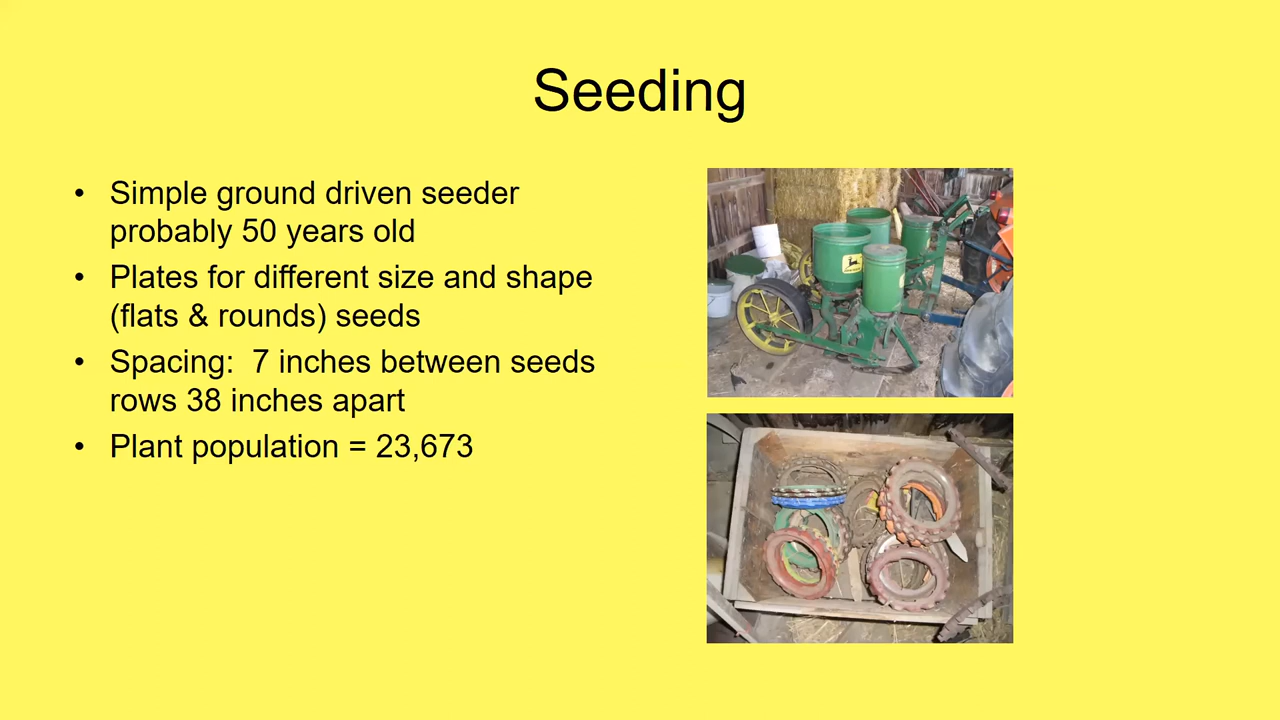 Seeding
• Simple ground driven seeder
probably 50 years old
• Plates for different size and shape
(flats & rounds) seeds
• Spacing:  7 inches between seeds
rows 38 inches apart
• Plant population = 23,673